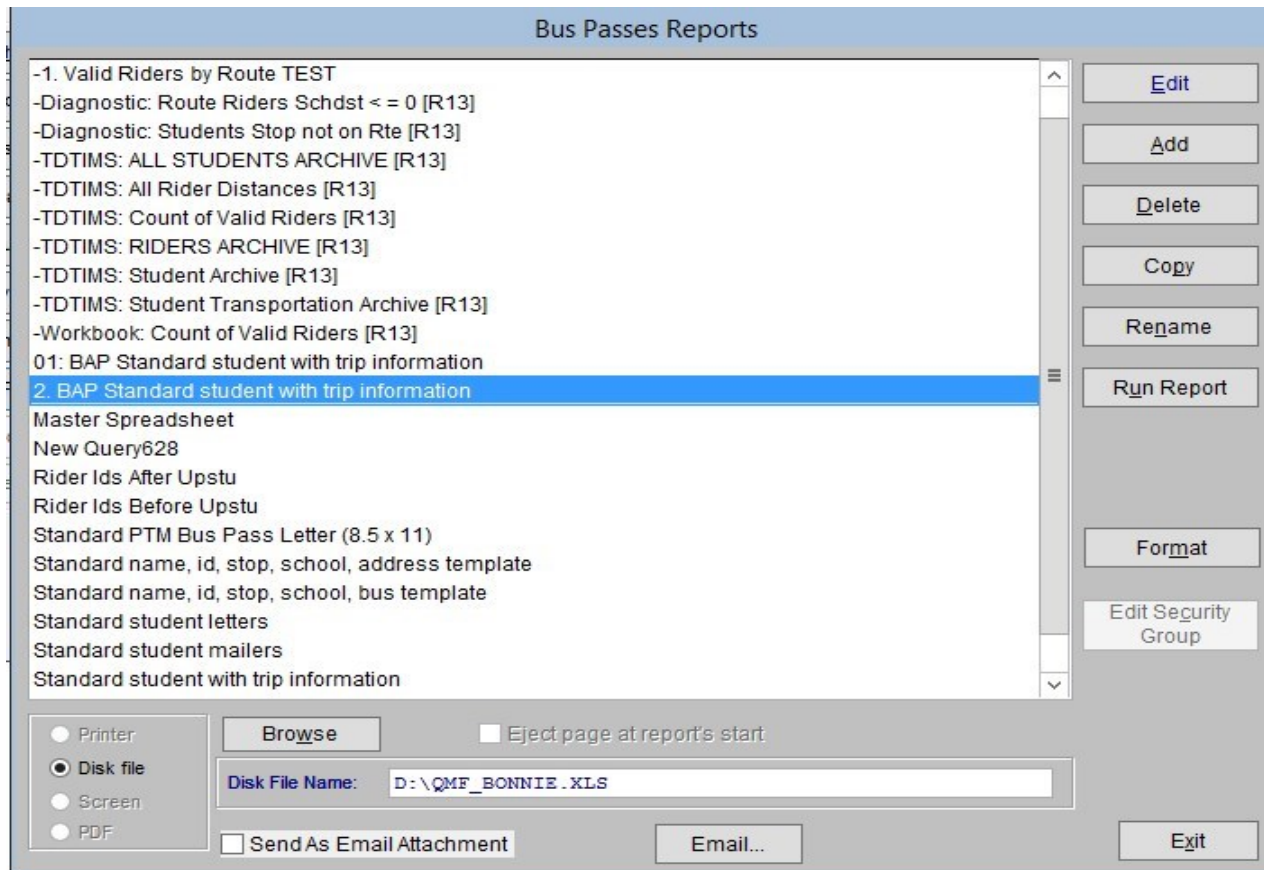 Bus Passes Reports
-1. Valid Riders by Route TEST
-Diagnostic: Route Riders Schdst < = 0 [R13]
-Diagnostic: Students Stop not on Rte [R13]
-TDTIMS: ALL STUDENTS ARCHIVE [R13]
-TDTIMS: All Rider Distances [R13]
-TDTIMS: Count of Valid Riders [R13]
-TDTIMS: RIDERS ARCHIVE [R13]
-TDTIMS: Student Archive [R13]
-TDTIMS: Student Transportation Archive [R13]
-Workbook: Count of Valid Riders [R13]
01: BAP Standard student with trip information
2. BAP Standard student with trip information
Master Spreadsheet
New Query628
Rider Ids After Upstu
Rider Ids Before Upstu
Standard PTM Bus Pass Letter (8.5 x 11)
Standard name, id, stop, school, address template
Standard name, id, stop, school, bus template
Standard student letters
Standard student mailers
Standard student with trip information
Edit
Add
Delete
Copy
Rename
Run Report
Format
Edit Security
Group
Printer
Disk file
Screen
PDF
Browse
Eject page at report's start
Disk File Name: D:\QMF_BONNIE.XLS
Send As Email Attachment
Email...
Exit